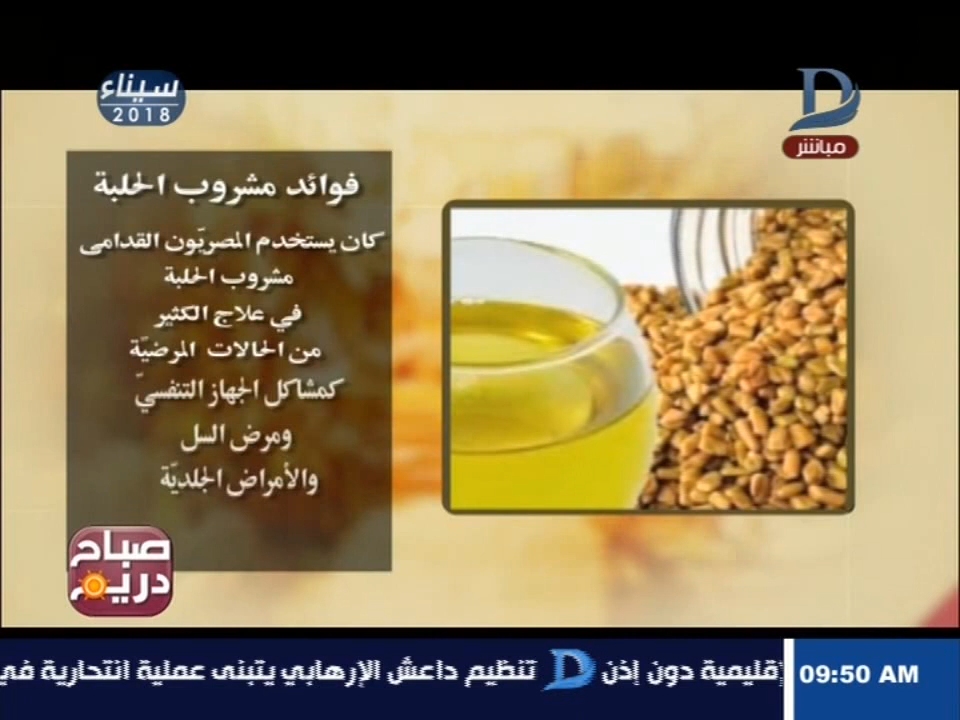 سيناء
2018
مباشر
فوائد مشروب الحلبة
كان يستخدم المصريّون القدامى
مشروب الحلبة
في علاج الكثير
من الحالات المرضيّة
كمشاكل الجهاز التنفسيّ
ومرض السل
والأمراض الجلديّة
صباح
دريم
إقليمية دون إذن D تنظيم داعش الإرهابي يتبنى عملية انتحارية في
09:50 AM